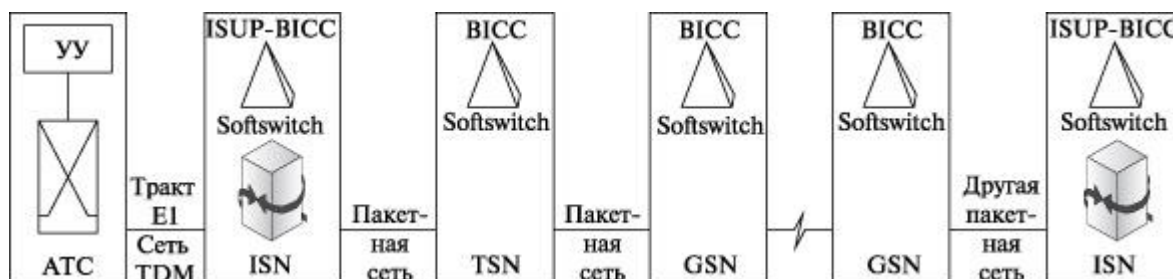 УУ
АТС
Тракт
E1
Сеть
TDM
ISUP-BICC
Softswitch
ISN
Пакет-
ная
сеть
BICC
Softswitch
TSN
Пакет-
ная
сеть
BICC
Softswitch
GSN
BICC
Softswitch
GSN
Другая
пакет-
ная
сеть
ISUP-BICC
Softswitch
ISN